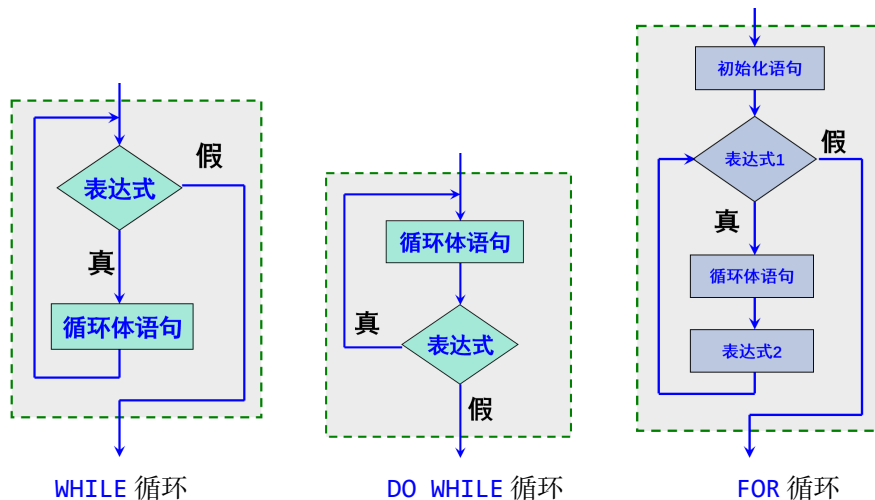 表达式
假
真
循环体语句
WHILE 循环
循环体语句
真
表达式
假
DO WHILE 循环
初始化语句
表达式1
假
真
循环体语句
表达式2
FOR 循环